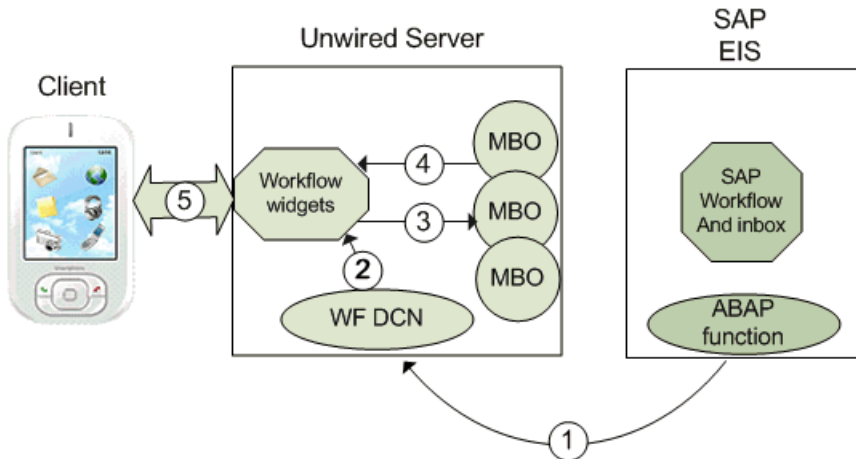 SAP
EIS
Unwired Server
Client
MBO
4
Workflow
widgets
5
3
MBO
SAP
Workflow
And inbox
2
MBO
WF DCN
ABAP
function
1